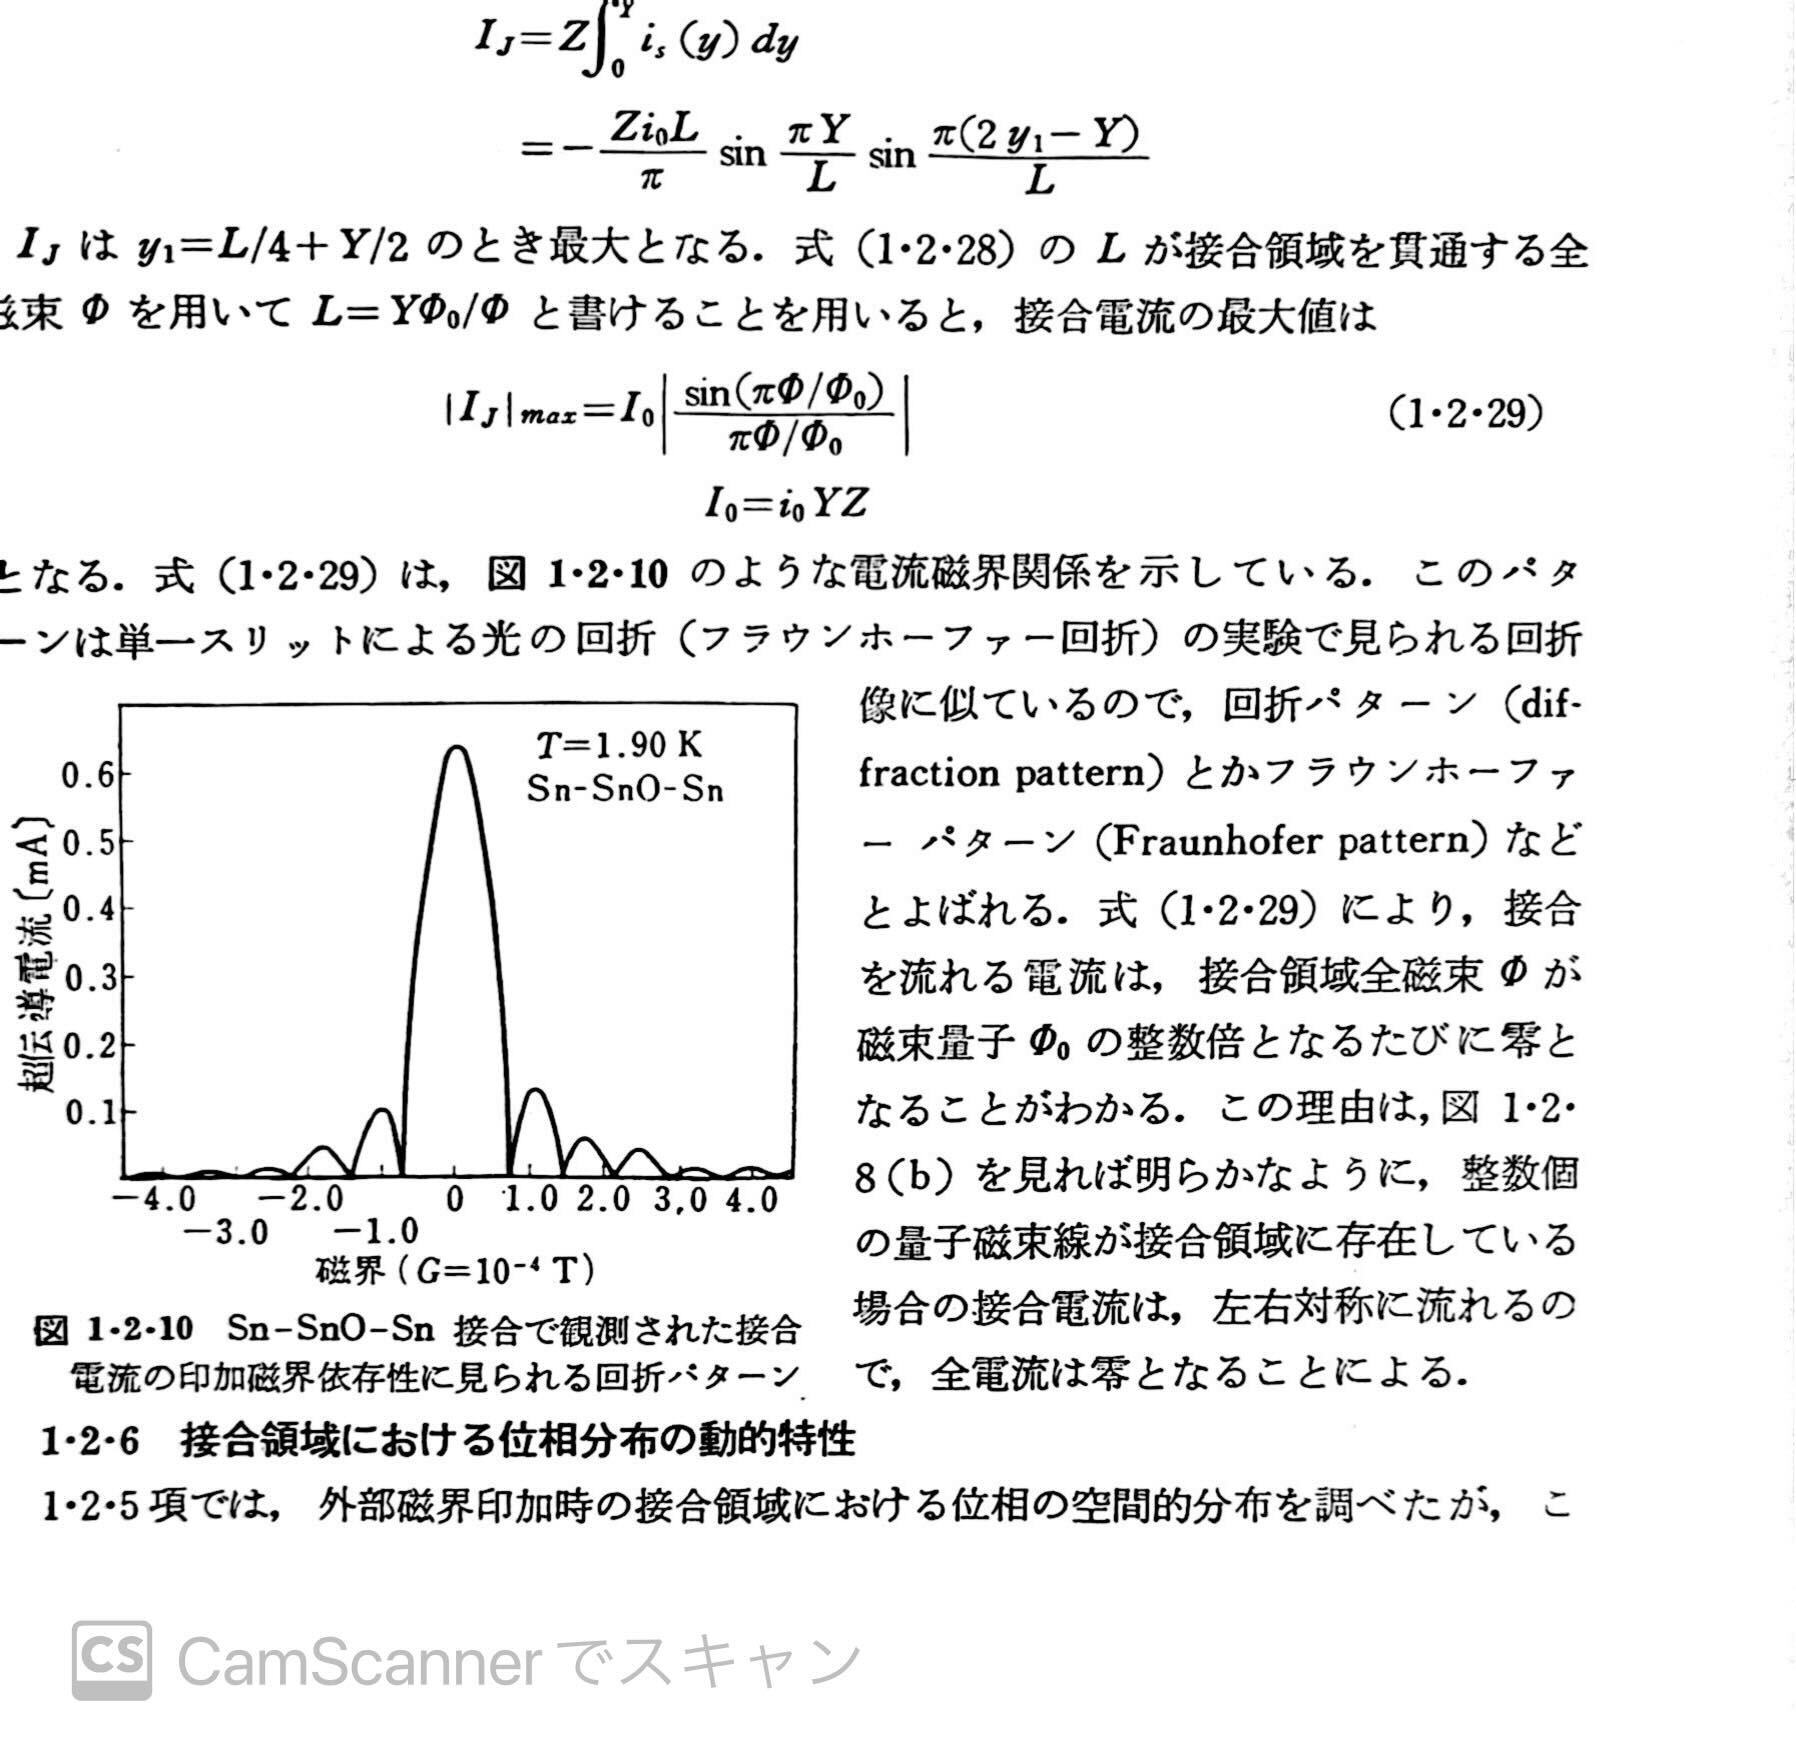 I_J=Z∫_0^Y i_s(y)dy
=-\frac{Zi_0L}{π} sin \frac{πY}{L} sin \frac{π(2y_1-Y)}{L}
I_J は y_1=L/4+Y/2 のとき最大となる．式（1･2･28）の L が接合領域を貫通する全
束 Φ を用いて L=YΦ_0/Φ と書けることを用いると，接合電流の最大値は
|I_J|_{max}=I_0|\frac{sin(πΦ/Φ_0)}{πΦ/Φ_0}| （1･2･29）
I_0=i_0YZ
となる．式（1･2･29）は，図 1･2･10 のような電流磁界関係を示している．このパタ
ーンは単一スリットによる光の回折（フラウンホーファー回折）の実験で見られる回折
像に似ているので，回折パターン（dif-
fraction pattern）とかフラウンホーファ
ー パターン（Fraunhofer pattern）など
とよばれる．式（1･2･29）により，接合
を流れる電流は，接合領域全磁束 Φ が
磁束量子 Φ_0 の整数倍となるたびに零と
なることがわかる．この理由は，図 1･2･
8（b）を見れば明らかなように，整数個
の量子磁束線が接合領域に存在している
場合の接合電流は，左右対称に流れるの
で，全電流は零となることによる．
T=1.90 K
Sn-SnO-Sn
超伝導電流〔mA〕
0.6
0.5
0.4
0.3
0.2
0.1
-4.0 -2.0 0 1.0 2.0 3.0 4.0
-3.0 -1.0
磁界（G=10^{-4} T）
図 1･2･10 Sn-SnO-Sn 接合で観測された接合
電流の印加磁界依存性に見られる回折パターン
1･2･6 接合領域における位相分布の動的特性
1･2･5 項では，外部磁界印加時の接合領域における位相の空間的分布を調べたが，こ
CS CamScanner でスキャン